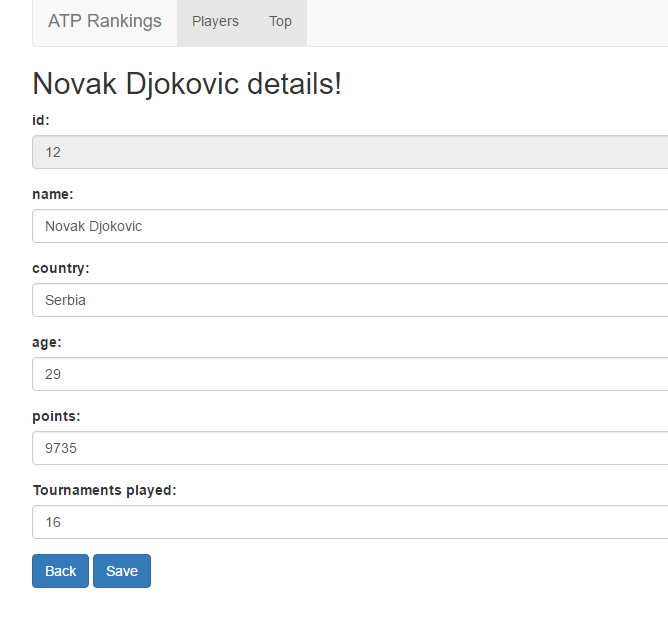 ATP Rankings Players Top
Novak Djokovic details!
id:
12
name:
Novak Djokovic
country:
Serbia
age:
29
points:
9735
Tournaments played:
16
Back Save